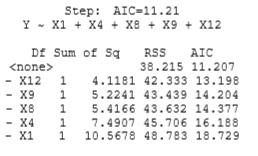 Step: AIC=11.21
Y ~ X1 + X4 + X8 + X9 + X12
Df Sum of Sq RSS AIC
<none> 38.215 11.207
- X12 1 4.1181 42.333 13.198
- X9 1 5.2241 43.439 14.204
- X8 1 5.4166 43.632 14.377
- X4 1 7.4907 45.706 16.188
- X1 1 10.5678 48.783 18.729